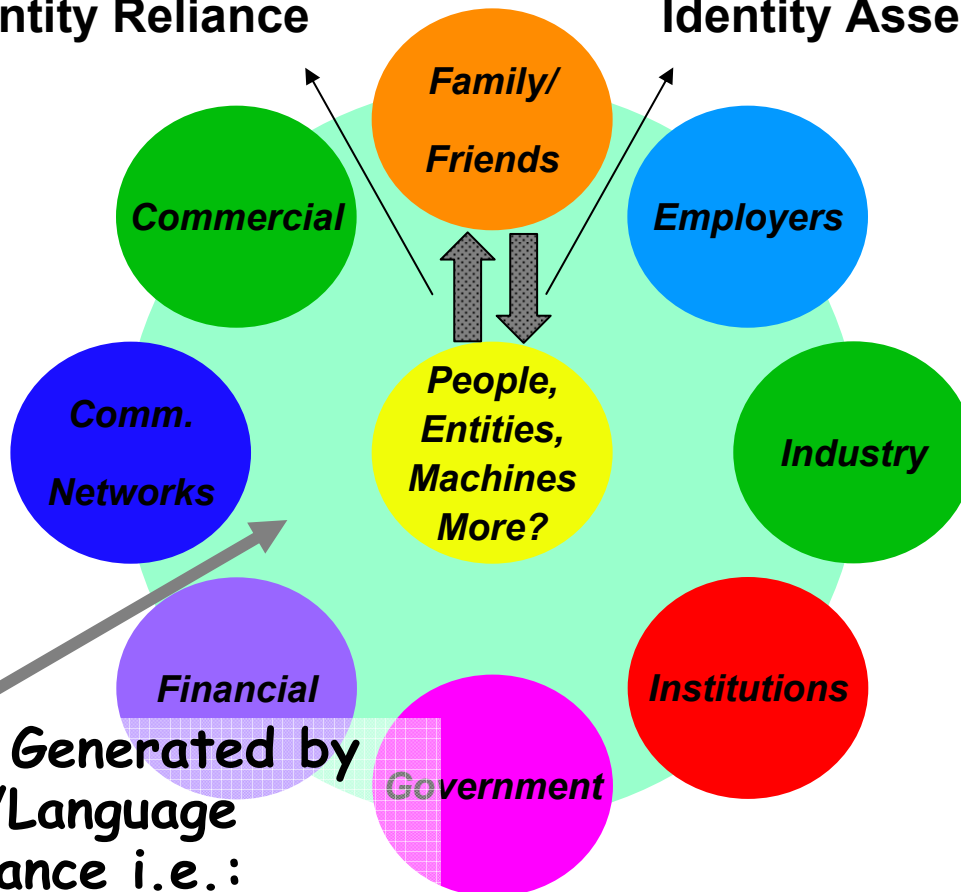 ntity Reliance
Identity Asse
Family/
Friends
Commercial
Employers
Comm.
Networks
People,
Entities,
Machines
More?
Industry
Financial
Institutions
Government
Generated by
/Language
ance i.e.: